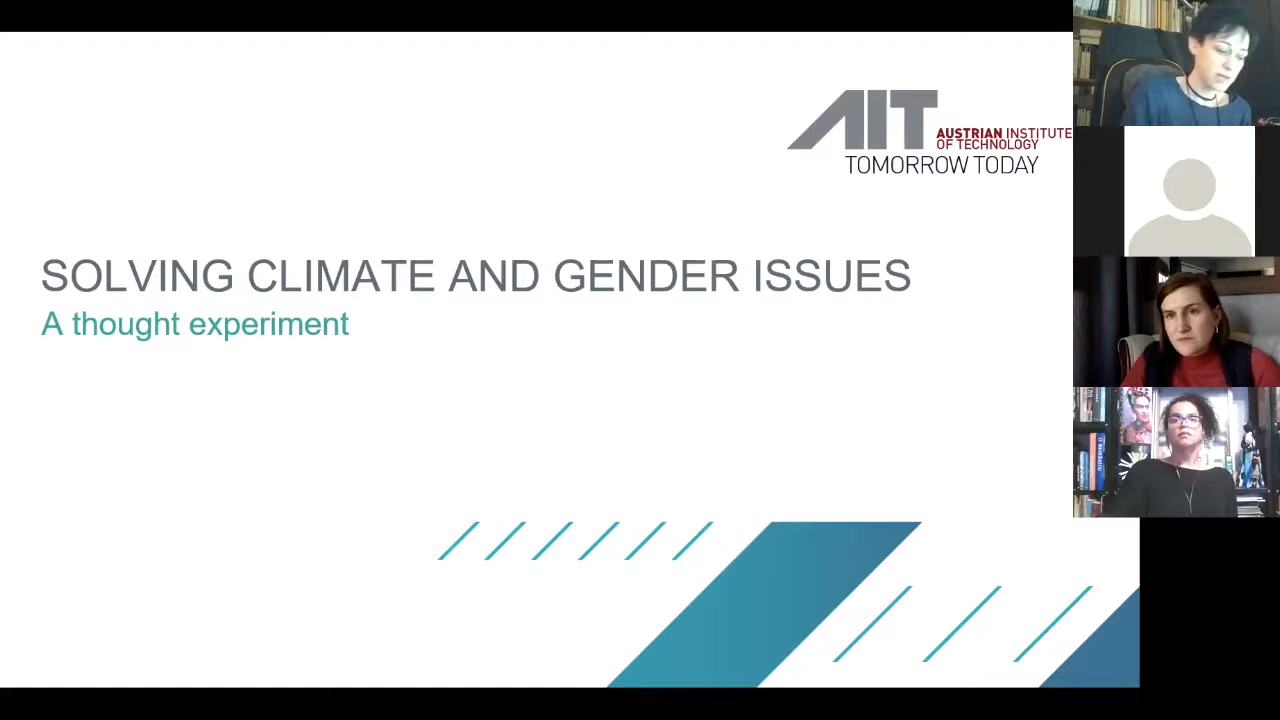 AIT
AUSTRIAN INSTITUTE
OF TECHNOLOGY
TOMORROW TODAY
SOLVING CLIMATE AND GENDER ISSUES
A thought experiment